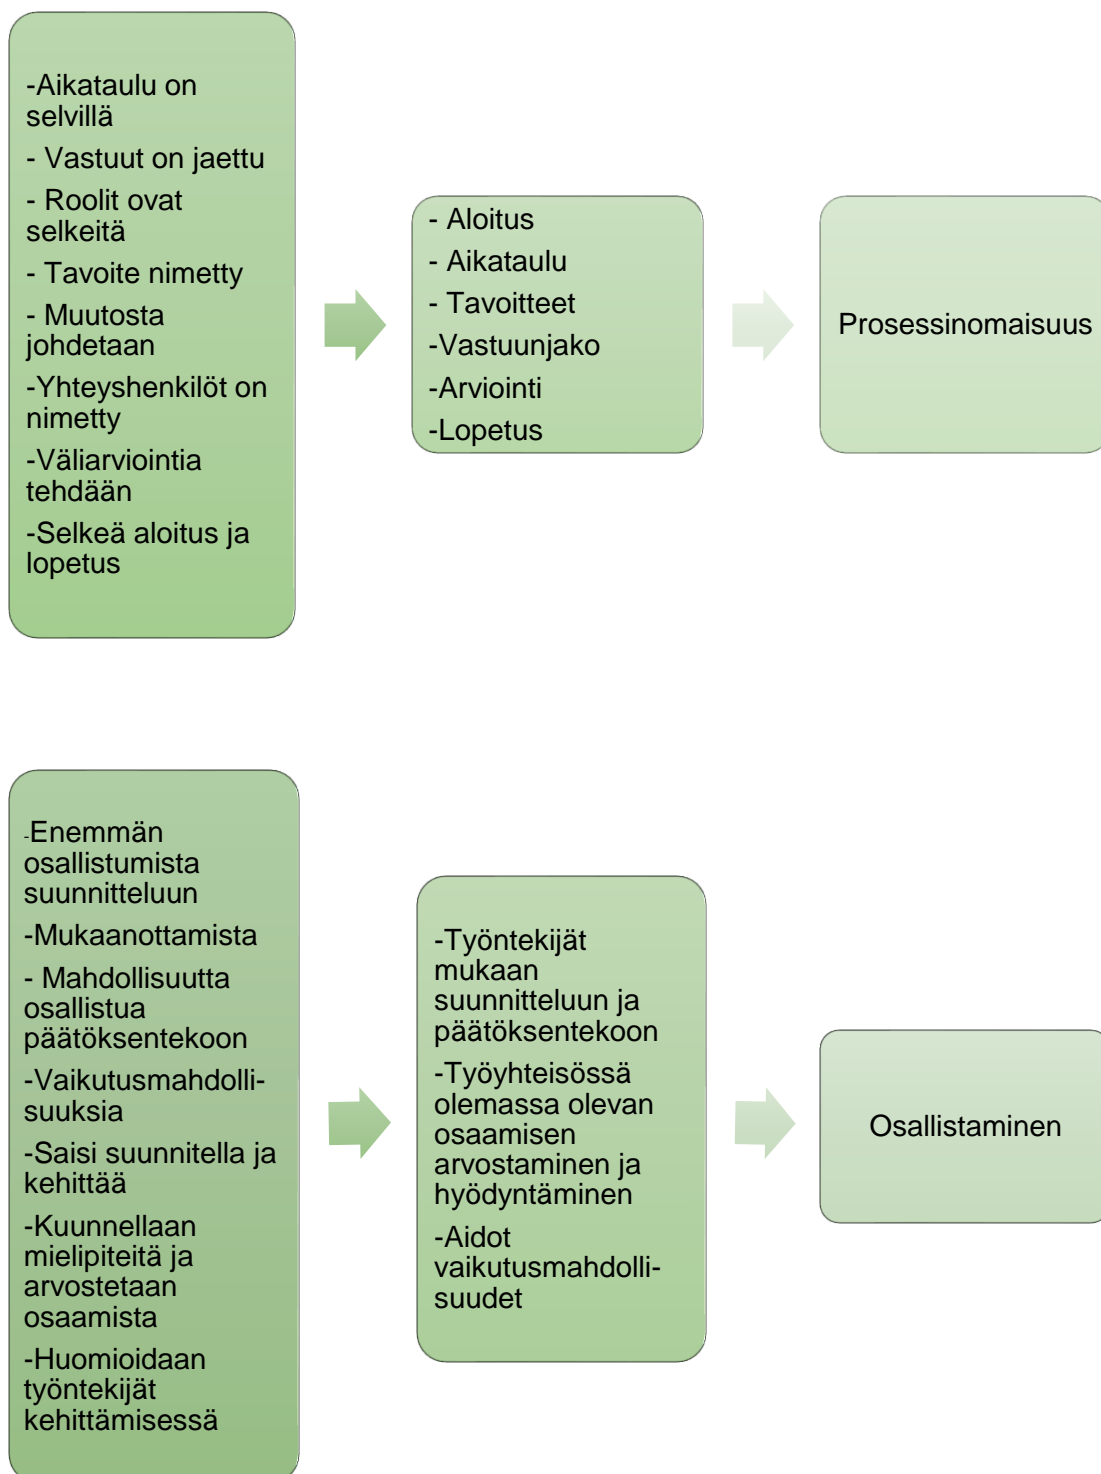 -Aikataulu on
selvillä
- Vastuut on jaettu
- Roolit ovat
selkeitä
- Tavoite nimetty
- Muutosta
johdetaan
-Yhteyshenkilöt on
nimetty
-Väliarviointia
tehdään
-Selkeä aloitus ja
lopetus
- Aloitus
- Aikataulu
- Tavoitteet
-Vastuunjako
-Arviointi
-Lopetus
Prosessinomaisuus
-Enemmän
osallistumista
suunnitteluun
-Mukaanottamista
- Mahdollisuutta
osallistua
päätöksentekoon
-Vaikutusmahdolli-
suuksia
-Saisi suunnitella ja
kehittää
-Kuunnellaan
mielipiteitä ja
arvostetaan
osaamista
-Huomioidaan
työntekijät
kehittämisessä
-Työntekijät
mukaan
suunnitteluun ja
päätöksentekoon
-Työyhteisössä
olemassa olevan
osaamisen
arvostaminen ja
hyödyntäminen
-Aidot
vaikutusmahdolli-
suudet
Osallistaminen